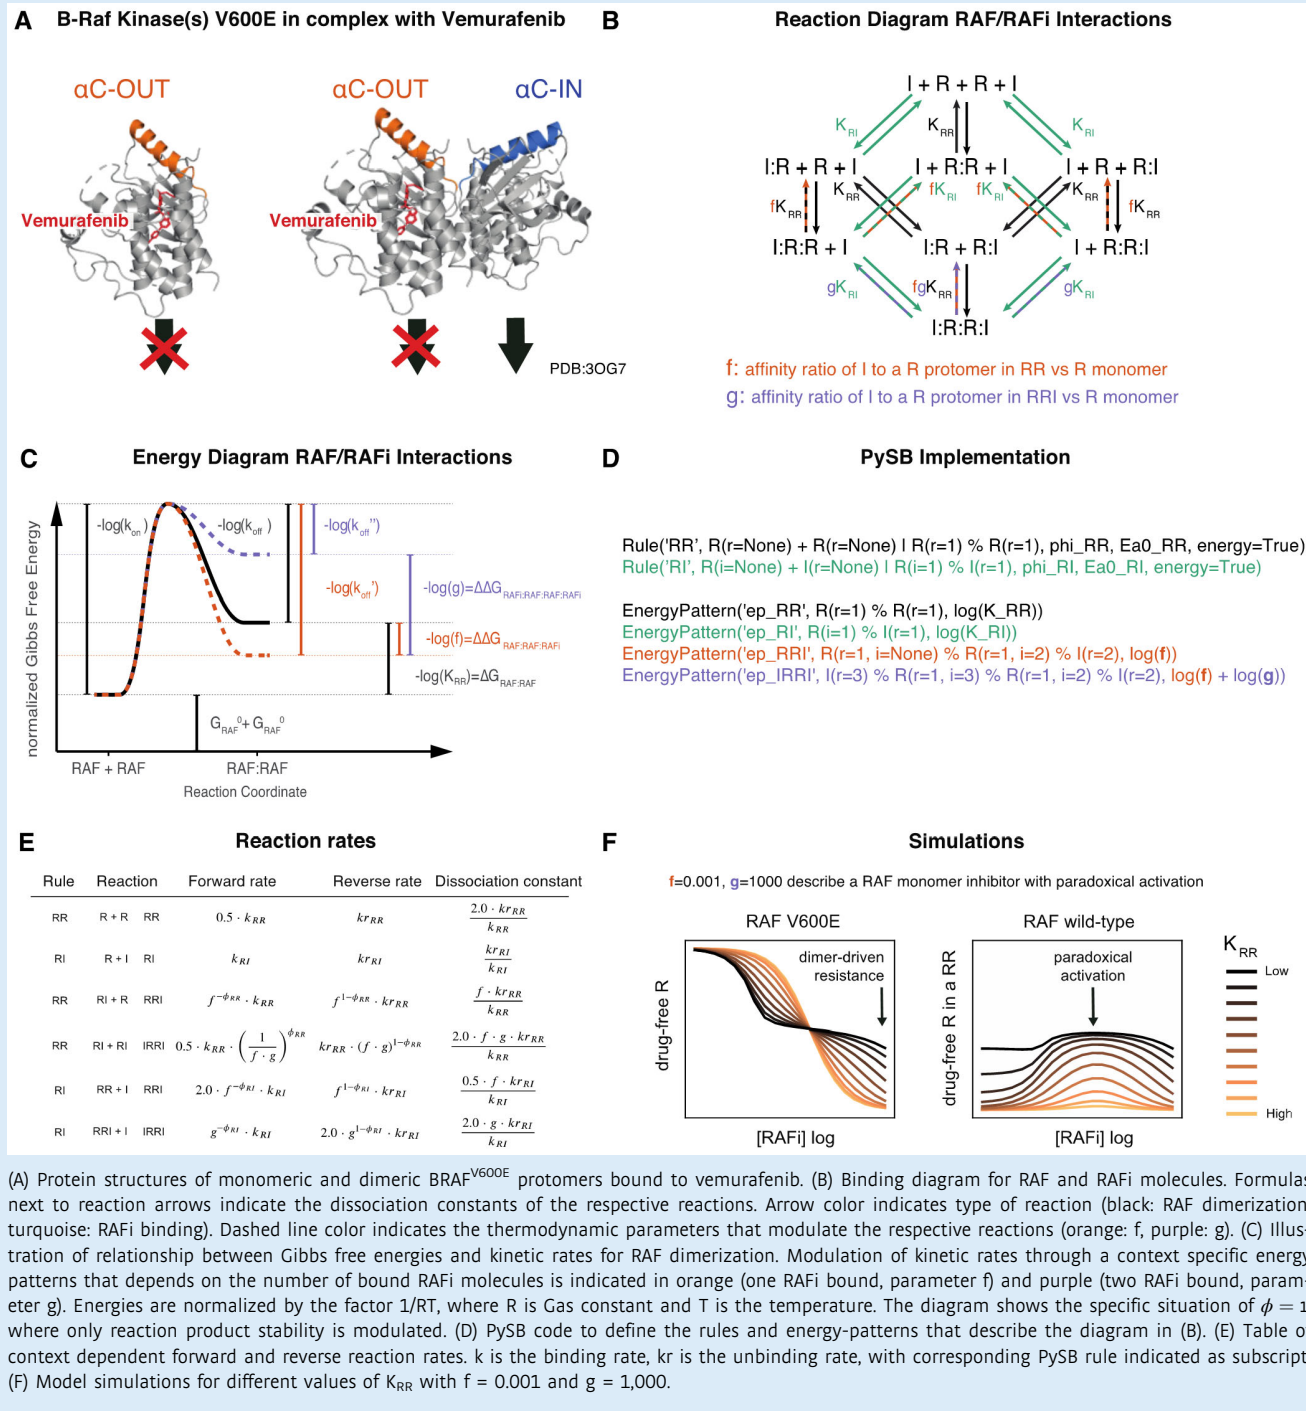 A B-Raf Kinase(s) V600E in complex with Vemurafenib
αC-OUT
αC-OUT
αC-IN
Vemurafenib
Vemurafenib
PDB:3OG7
B Reaction Diagram RAF/RAFi Interactions
I + R + R + I
K_RI K_RR K_RI
I:R + R + I I + R:R + I I + R + R:I
fK_RR K_RR fK_RI fK_RI K_RR fK_RR
I:R:R + I I:R + R:I I + R:R:I
gK_RI fgK_RR gK_RI
I:R:R:I
f: affinity ratio of I to a R protomer in RR vs R monomer
g: affinity ratio of I to a R protomer in RRI vs R monomer
C Energy Diagram RAF/RAFi Interactions
normalized Gibbs Free Energy
-log(k_on) -log(k_off) -log(k_off'')
-log(k_off') -log(g)=ΔΔG_RAFi:RAF:RAF:RAFi
-log(f)=ΔΔG_RAF:RAF:RAFi
-log(K_RR)=ΔG_RAF:RAF
G_RAF^0+ G_RAF^0
RAF + RAF RAF:RAF
Reaction Coordinate
D PySB Implementation
Rule('RR', R(r=None) + R(r=None) | R(r=1) % R(r=1), phi_RR, Ea0_RR, energy=True)
Rule('RI', R(i=None) + I(r=None) | R(i=1) % I(r=1), phi_RI, Ea0_RI, energy=True)
EnergyPattern('ep_RR', R(r=1) % R(r=1), log(K_RR))
EnergyPattern('ep_RI', R(i=1) % I(r=1), log(K_RI))
EnergyPattern('ep_RRI', R(r=1, i=None) % R(r=1, i=2) % I(r=2), log(f))
EnergyPattern('ep_IRRI', I(r=3) % R(r=1, i=3) % R(r=1, i=2) % I(r=2), log(f) + log(g))
E Reaction rates
Rule Reaction Forward rate Reverse rate Dissociation constant
RR R + R RR 0.5 · k_RR kr_RR 2.0 · kr_RR / k_RR
RI R + I RI k_RI kr_RI kr_RI / k_RI
RR RI + R RRI f^−ϕ_RR · k_RR f^1−ϕ_RR · kr_RR f · kr_RR / k_RR
RR RI + RI IRRI 0.5 · k_RR · (1 / f · g)^ϕ_RR kr_RR · (f · g)^1−ϕ_RR 2.0 · f · g · kr_RR / k_RR
RI RR + I RRI 2.0 · f^−ϕ_RI · k_RI f^1−ϕ_RI · kr_RI 0.5 · f · kr_RI / k_RI
RI RRI + I IRRI g^−ϕ_RI · k_RI 2.0 · g^1−ϕ_RI · kr_RI 2.0 · g · kr_RI / k_RI
F Simulations
f=0.001, g=1000 describe a RAF monomer inhibitor with paradoxical activation
RAF V600E
dimer-driven
resistance
drug-free R
[RAFi] log
RAF wild-type
paradoxical
activation
drug-free R in a RR
[RAFi] log
K_RR
Low
High
(A) Protein structures of monomeric and dimeric BRAF^V600E protomers bound to vemurafenib. (B) Binding diagram for RAF and RAFi molecules. Formulas
next to reaction arrows indicate the dissociation constants of the respective reactions. Arrow color indicates type of reaction (black: RAF dimerization
turquoise: RAFi binding). Dashed line color indicates the thermodynamic parameters that modulate the respective reactions (orange: f, purple: g). (C) Illus-
tration of relationship between Gibbs free energies and kinetic rates for RAF dimerization. Modulation of kinetic rates through a context specific energy
patterns that depends on the number of bound RAFi molecules is indicated in orange (one RAFi bound, parameter f) and purple (two RAFi bound, param-
eter g). Energies are normalized by the factor 1/RT, where R is Gas constant and T is the temperature. The diagram shows the specific situation of ϕ = 1
where only reaction product stability is modulated. (D) PySB code to define the rules and energy-patterns that describe the diagram in (B). (E) Table o
context dependent forward and reverse reaction rates. k is the binding rate, kr is the unbinding rate, with corresponding PySB rule indicated as subscript
(F) Model simulations for different values of K_RR with f = 0.001 and g = 1,000.